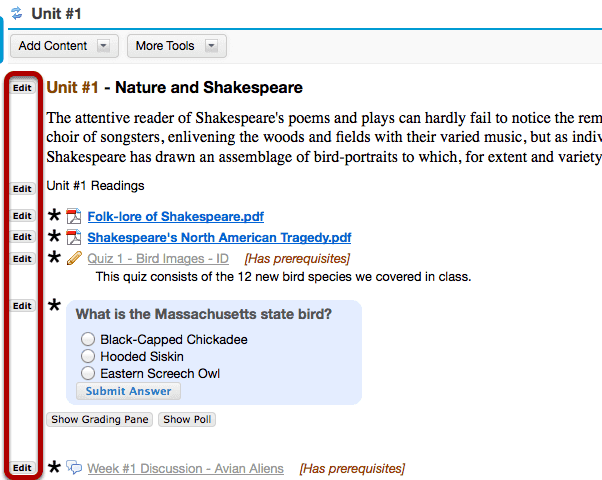 Unit #1
Add Content More Tools
Edit Unit #1 - Nature and Shakespeare
The attentive reader of Shakespeare's poems and plays can hardly fail to notice the rem
choir of songsters, enlivening the woods and fields with their varied music, but as indiv
Shakespeare has drawn an assemblage of bird-portraits to which, for extent and variety
Edit Unit #1 Readings
Edit * Folk-lore of Shakespeare.pdf
Edit * Shakespeare's North American Tragedy.pdf
Edit * Quiz 1 - Bird Images - ID [Has prerequisites]
This quiz consists of the 12 new bird species we covered in class.
Edit *
What is the Massachusetts state bird?
Black-Capped Chickadee
Hooded Siskin
Eastern Screech Owl
Submit Answer
Show Grading Pane Show Poll
Edit * Week #1 Discussion - Avian Aliens [Has prerequisites]